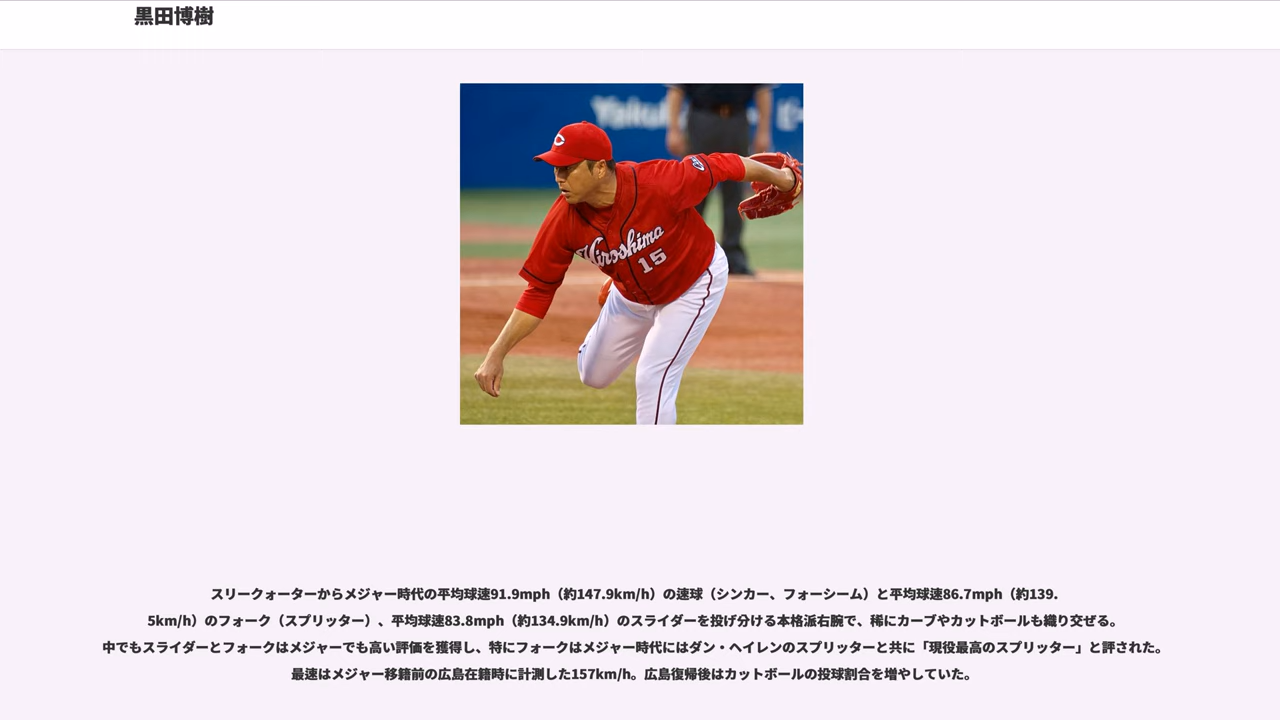 黒田博樹
Yakul
ビ
C
Hiroshima
15
スリークォーターからメジャー時代の平均球速91.9mph（約147.9km/h）の速球（シンカー、フォーシーム）と平均球速86.7mph（約139.
5km/h）のフォーク（スプリッター）、平均球速83.8mph（約134.9km/h）のスライダーを投げ分ける本格派右腕で、稀にカーブやカットボールも織り交ぜる。
中でもスライダーとフォークはメジャーでも高い評価を獲得し、特にフォークはメジャー時代にはダン・ヘイレンのスプリッターと共に「現役最高のスプリッター」と評された。
最速はメジャー移籍前の広島在籍時に計測した157km/h。広島復帰後はカットボールの投球割合を増やしていた。